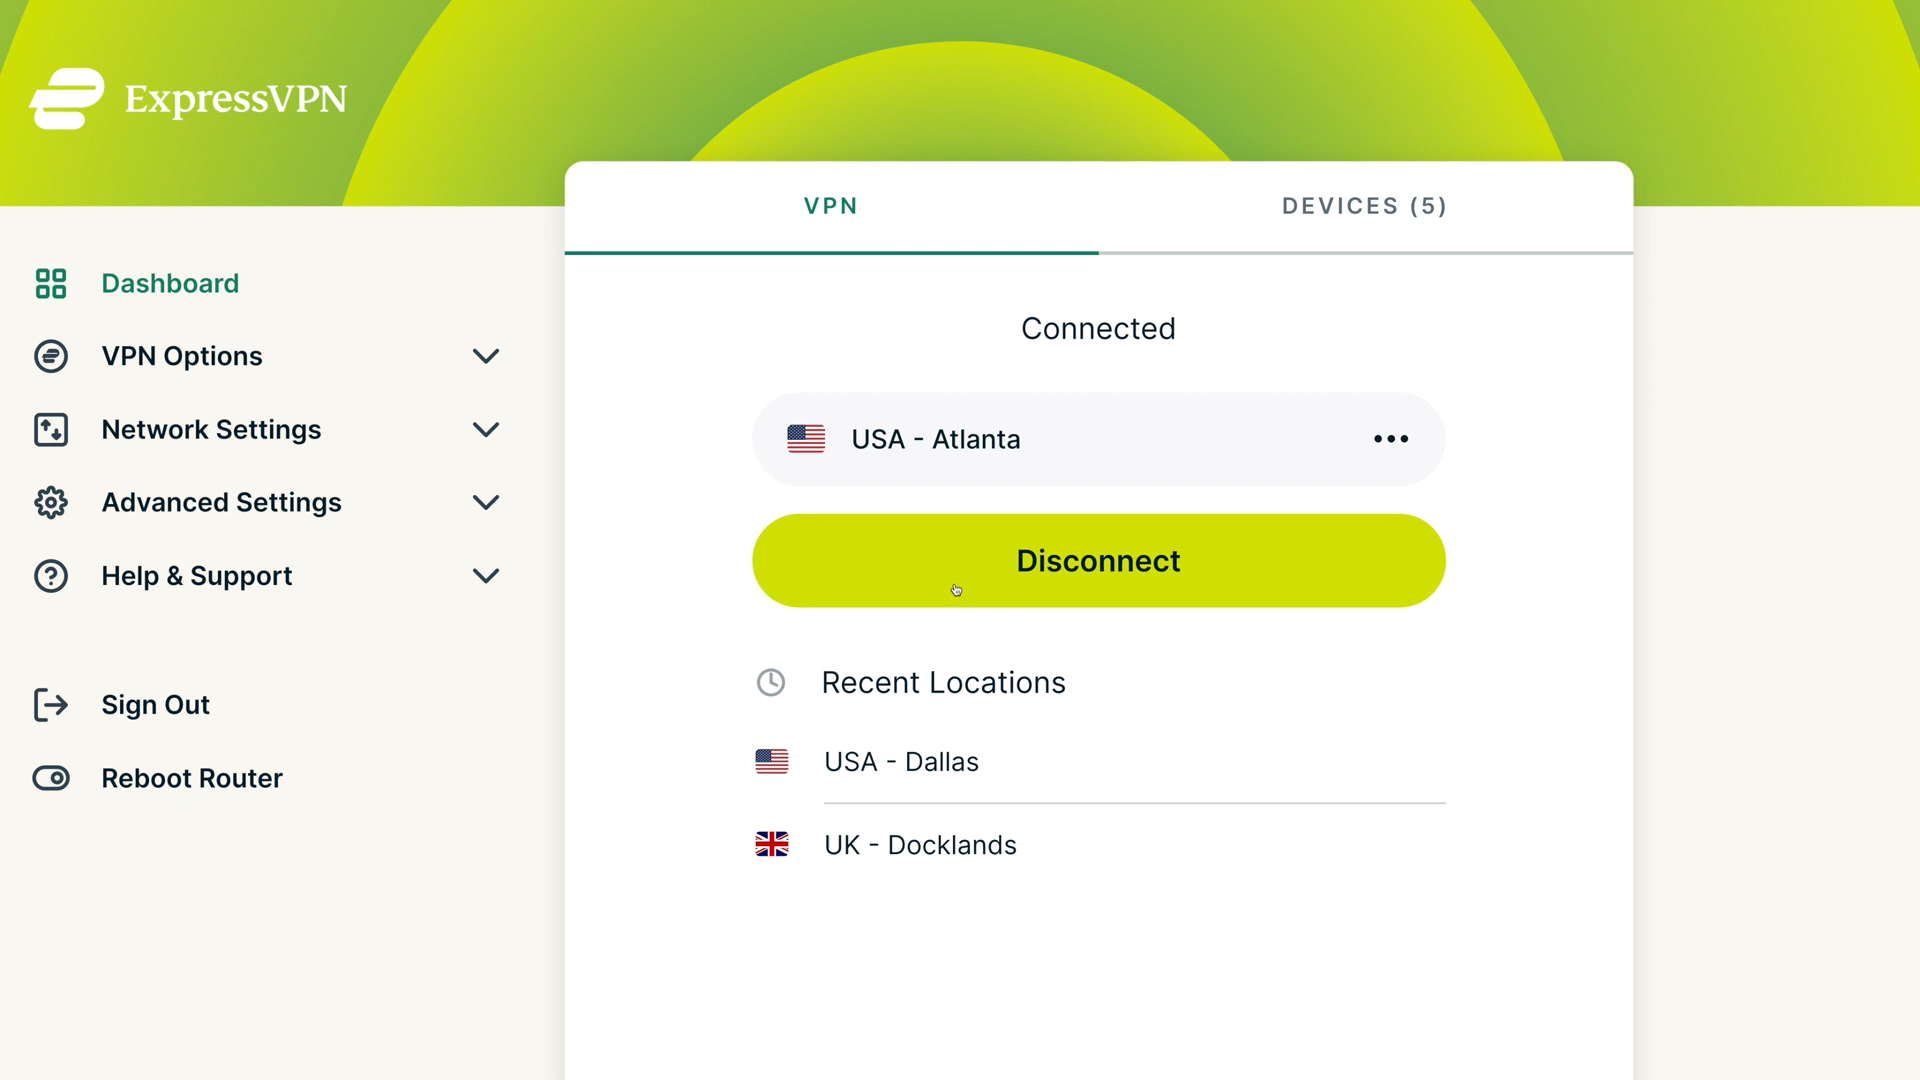 ExpressVPN
VPN
DEVICES (5)
Dashboard
VPN Options
Network Settings
Advanced Settings
Help & Support
Sign Out
Reboot Router
Connected
USA - Atlanta
Disconnect
Recent Locations
USA - Dallas
UK - Docklands